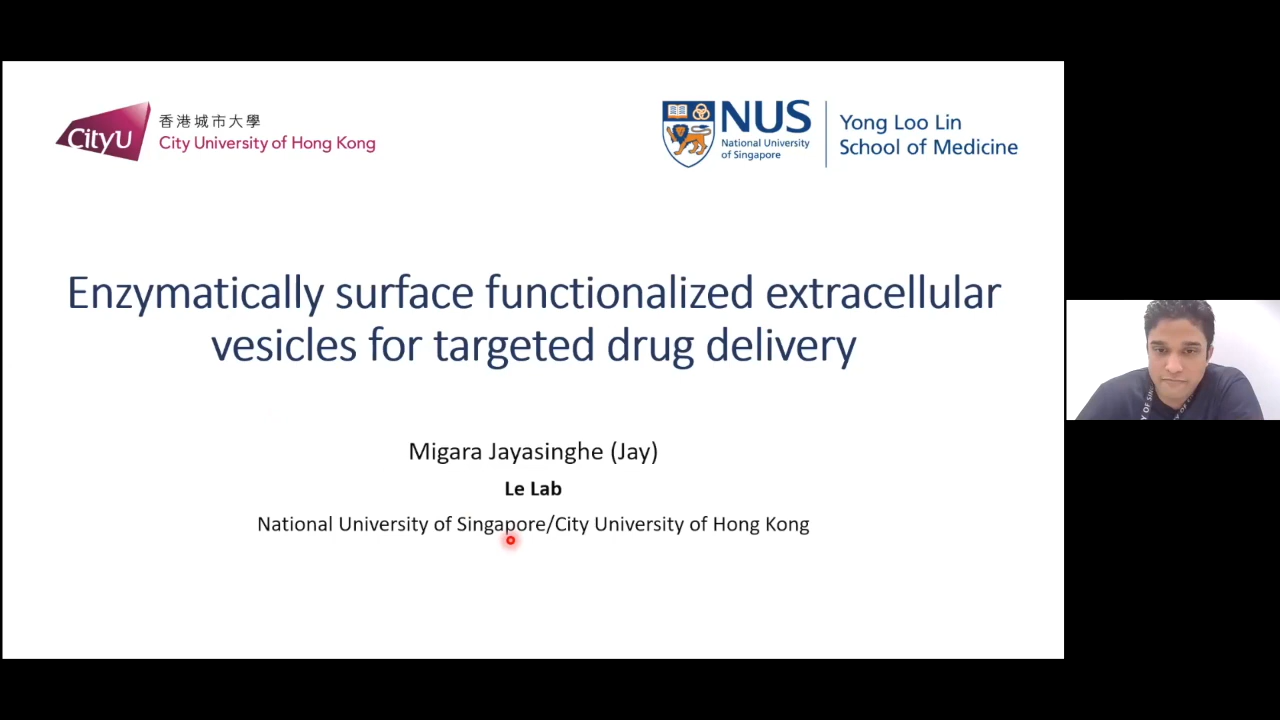 CityU
香港城市大學
City University of Hong Kong
NUS
National University
of Singapore
Yong Loo Lin
School of Medicine
Enzymatically surface functionalized extracellular
vesicles for targeted drug delivery
Migara Jayasinghe (Jay)
Le Lab
National University of Singapore/City University of Hong Kong